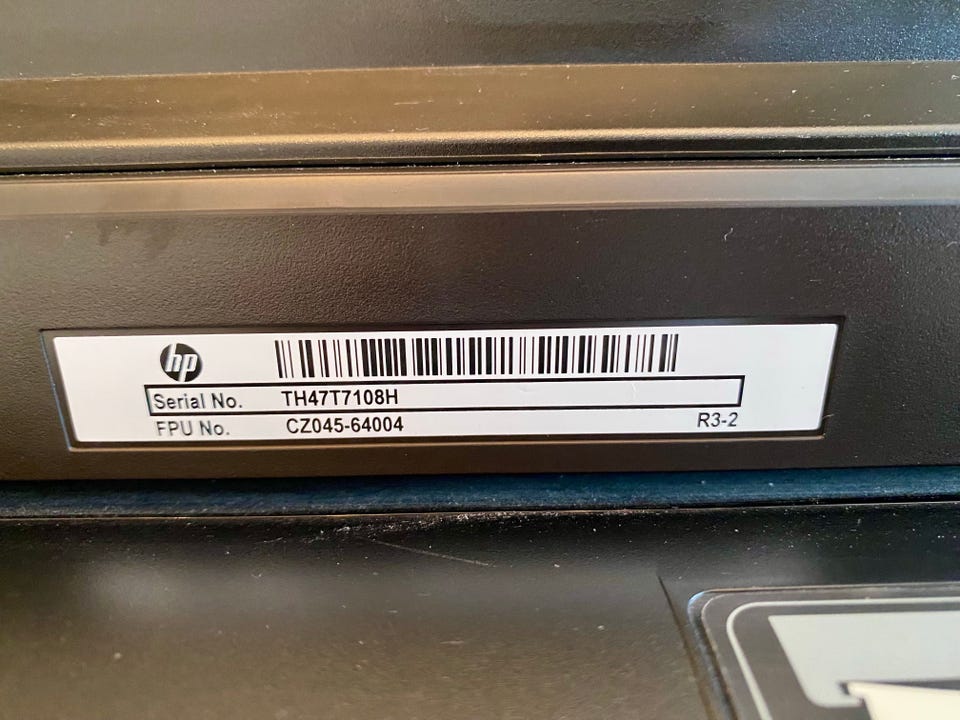 hp
Serial No. TH47T7108H
FPU No. CZ045-64004 R3-2